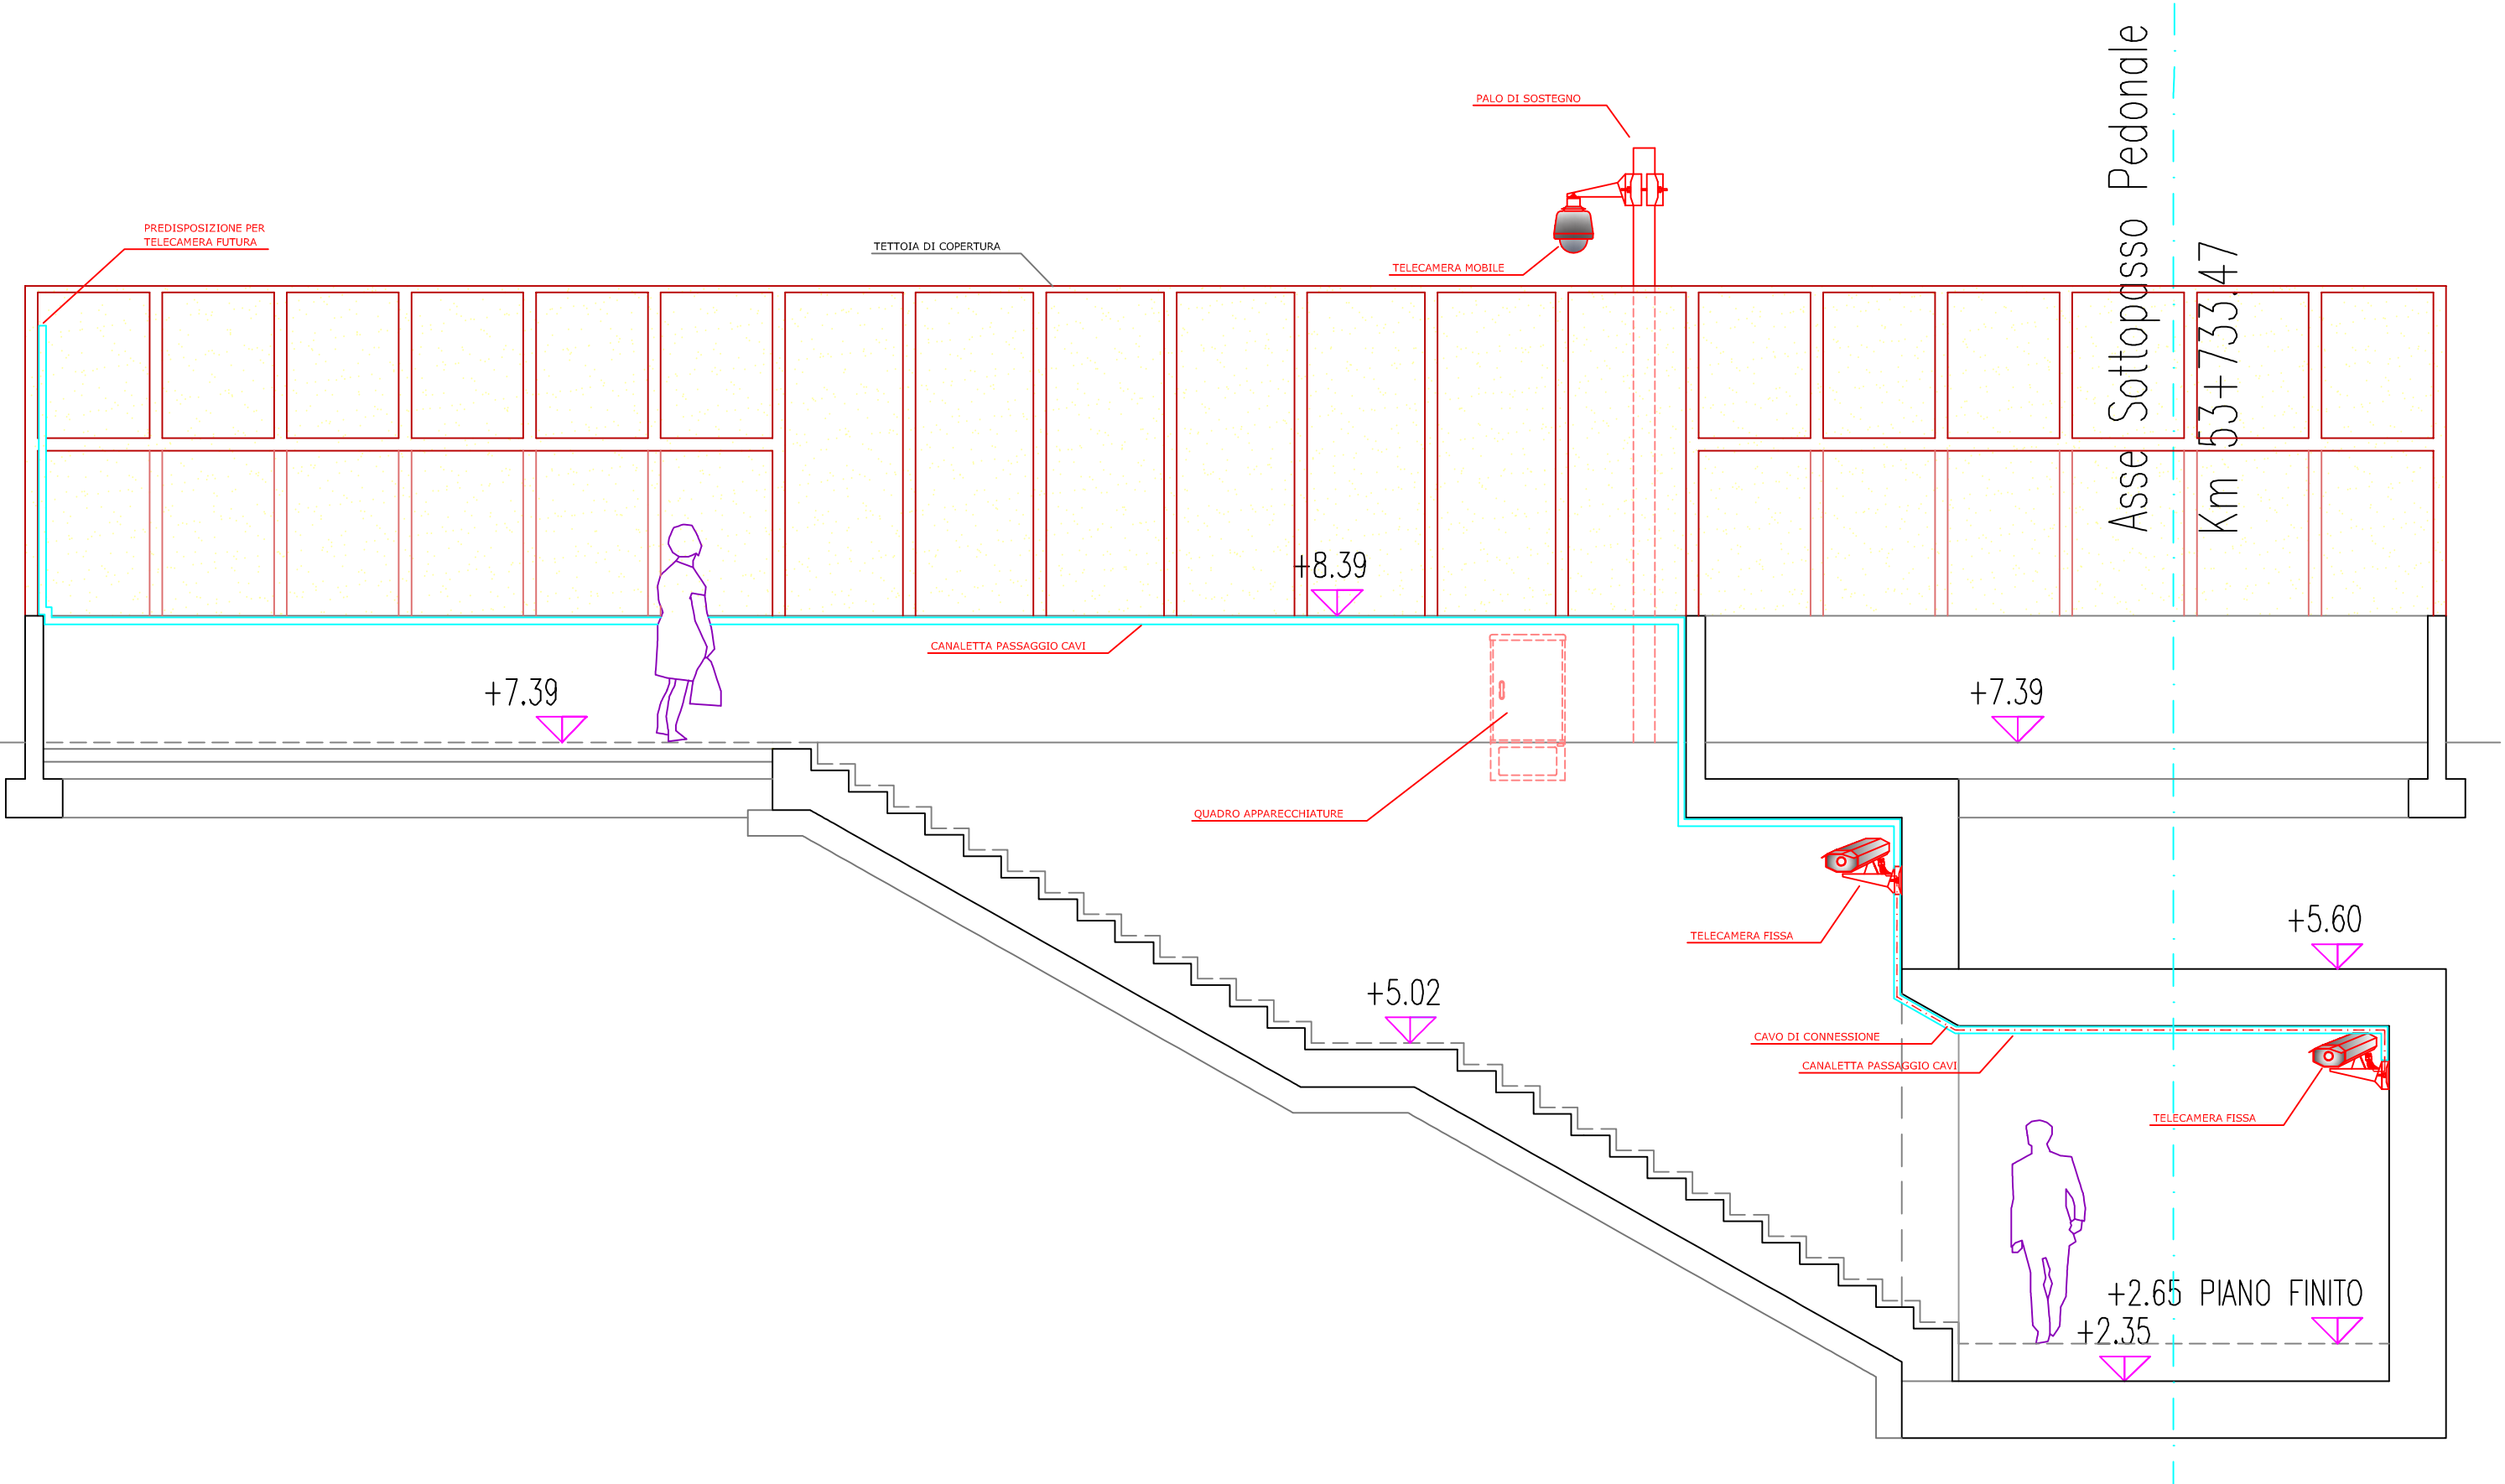 Asse Sottopasso Pedonale
Km 53+733.47
PALO DI SOSTEGNO
PREDISPOSIZIONE PER
TELECAMERA FUTURA
TETTOIA DI COPERTURA
TELECAMERA MOBILE
+8.39
CANALETTA PASSAGGIO CAVI
+7.39
+7.39
QUADRO APPARECCHIATURE
TELECAMERA FISSA
+5.60
+5.02
CAVO DI CONNESSIONE
CANALETTA PASSAGGIO CAVI
TELECAMERA FISSA
+2.65 PIANO FINITO
+2.35